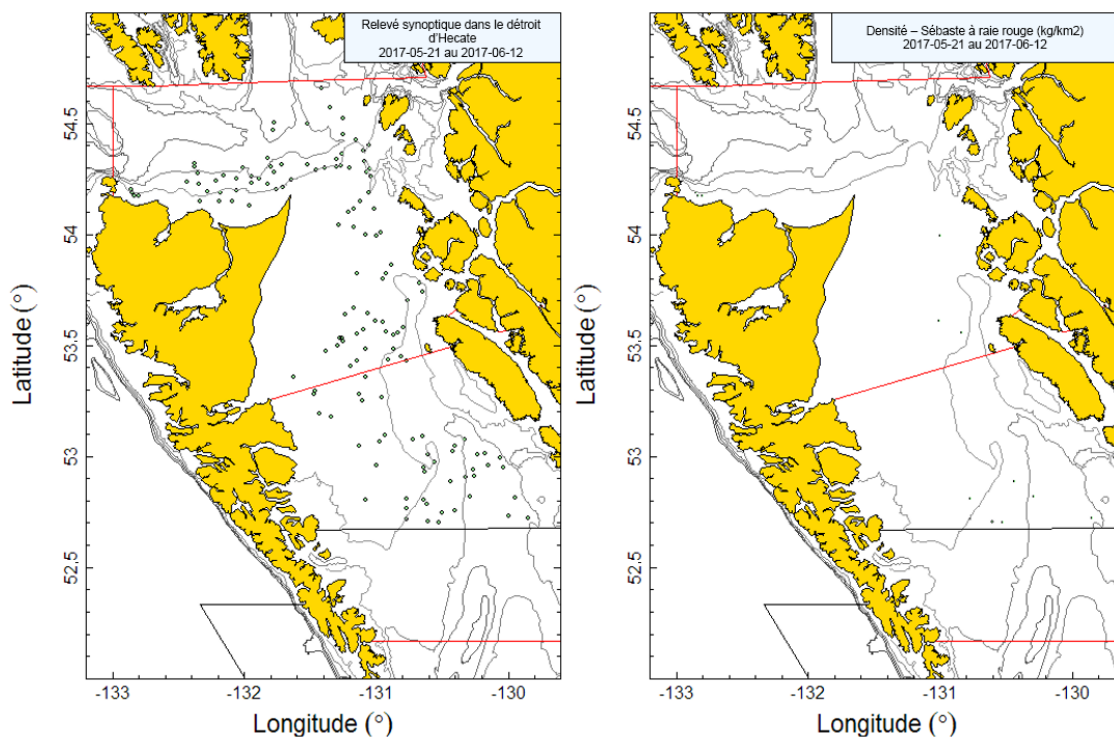 Relevé synoptique dans le détroit
d'Hecate
2017-05-21 au 2017-06-12
Latitude (°)
54.5
54
53.5
53
52.5
-133
-132
-131
-130
Longitude (°)
Densité – Sébaste à raie rouge (kg/km2)
2017-05-21 au 2017-06-12
Latitude (°)
54.5
54
53.5
53
52.5
-133
-132
-131
-130
Longitude (°)